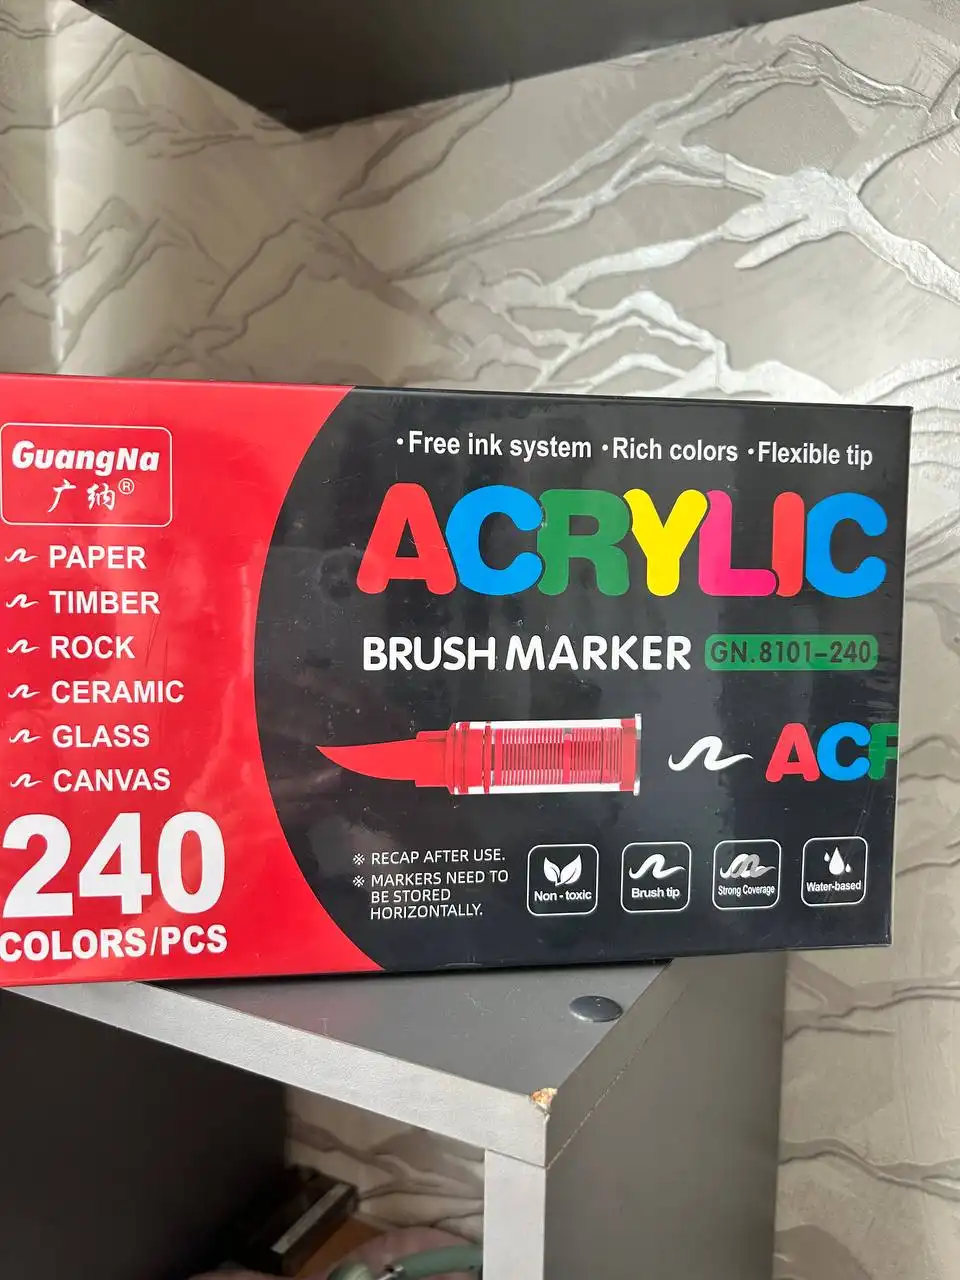 GuangNa
广纳®
PAPER
TIMBER
ROCK
CERAMIC
GLASS
CANVAS
240
COLORS/PCS
•Free ink system •Rich colors •Flexible tip
ACRYLIC
BRUSH MARKER GN.8101-240
ACR
※ RECAP AFTER USE.
※ MARKERS NEED TO
BE STORED
HORIZONTALLY.
Non-toxic
Brush tip
Strong Coverage
Water-based